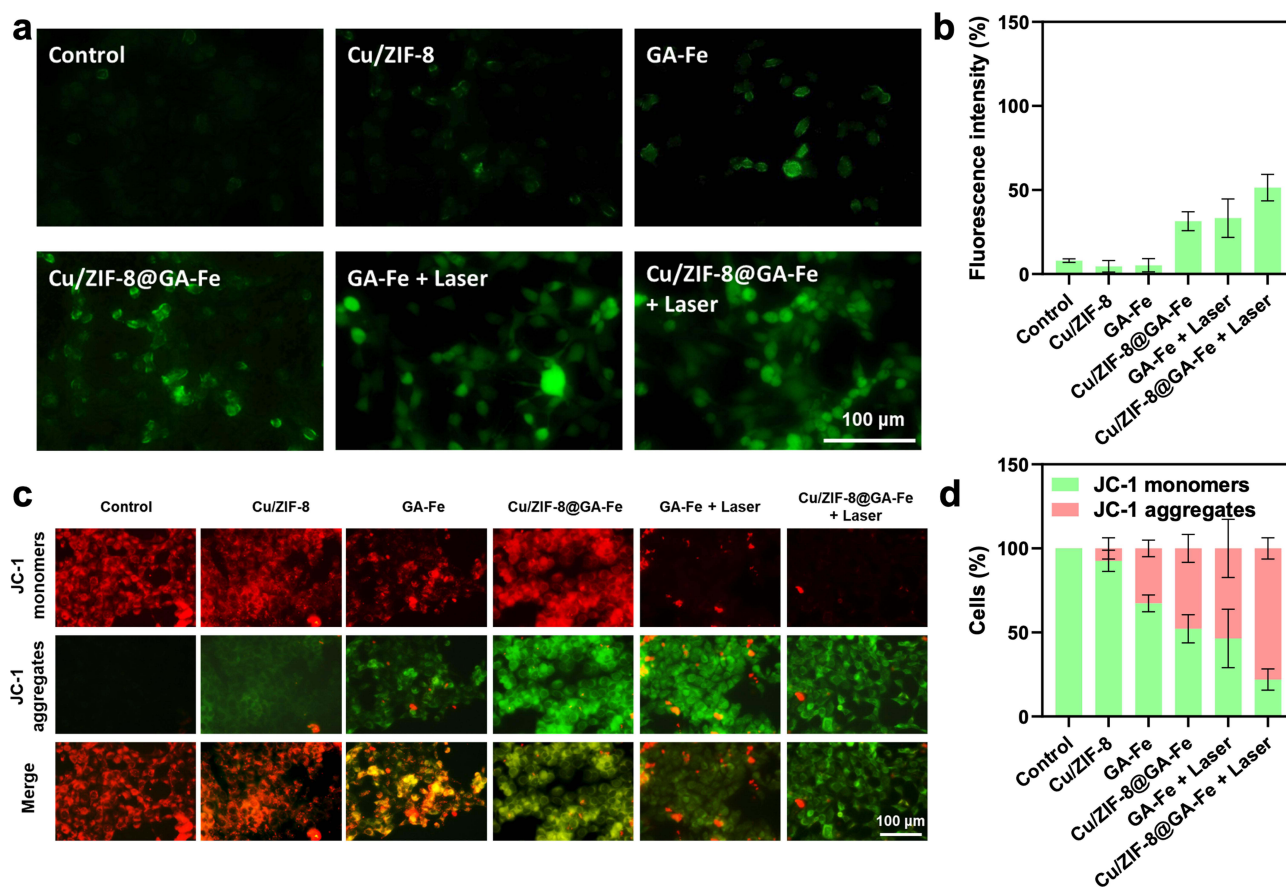 a
Control
Cu/ZIF-8
GA-Fe
Cu/ZIF-8@GA-Fe
GA-Fe + Laser
Cu/ZIF-8@GA-Fe
+ Laser
100 µm
b
Fluorescence intensity (%)
150
100
50
0
Control
Cu/ZIF-8
GA-Fe
Cu/ZIF-8@GA-Fe
GA-Fe + Laser
Cu/ZIF-8@GA-Fe + Laser
c
Control
Cu/ZIF-8
GA-Fe
Cu/ZIF-8@GA-Fe
GA-Fe + Laser
Cu/ZIF-8@GA-Fe
+ Laser
JC-1
monomers
JC-1
aggregates
Merge
100 µm
d
Cells (%)
150
100
50
0
JC-1 monomers
JC-1 aggregates
Control
Cu/ZIF-8
GA-Fe
Cu/ZIF-8@GA-Fe
GA-Fe + Laser
Cu/ZIF-8@GA-Fe + Laser